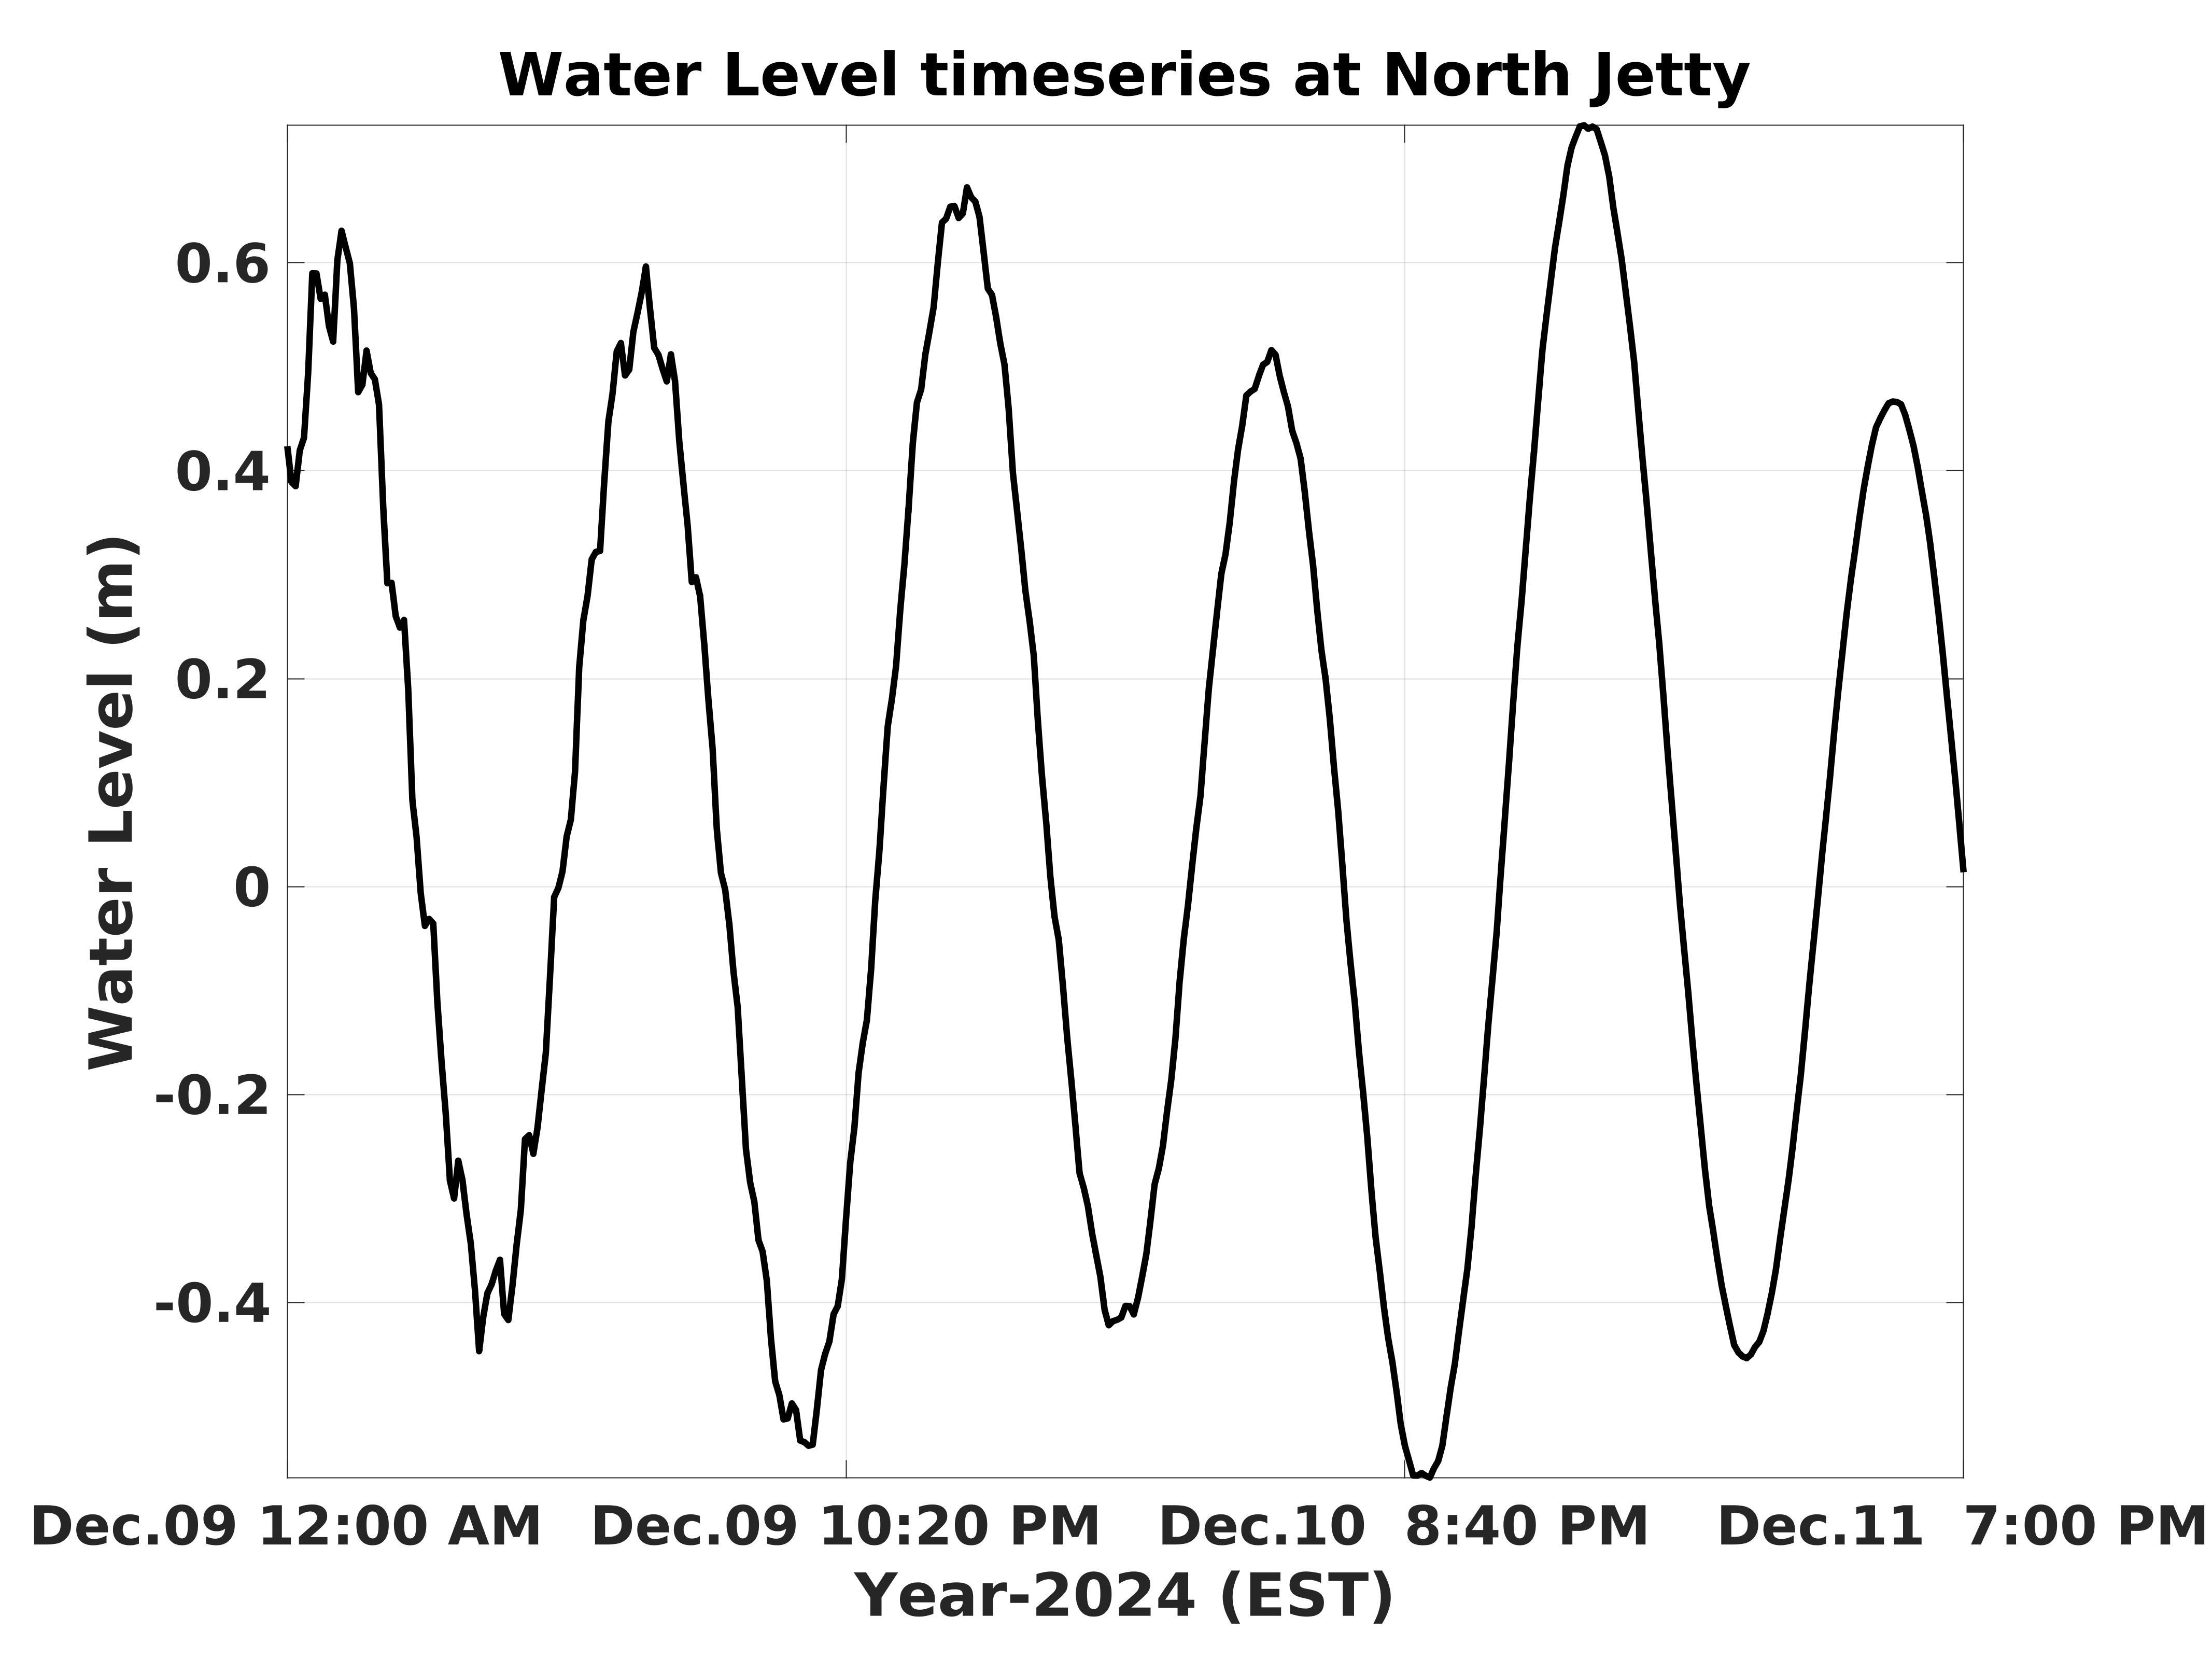 Water Level timeseries at North Jetty
Water Level (m)
0.6
0.4
0.2
0
-0.2
-0.4
Dec.09 12:00 AM Dec.09 10:20 PM Dec.10 8:40 PM Dec.11 7:00 PM
Year-2024 (EST)